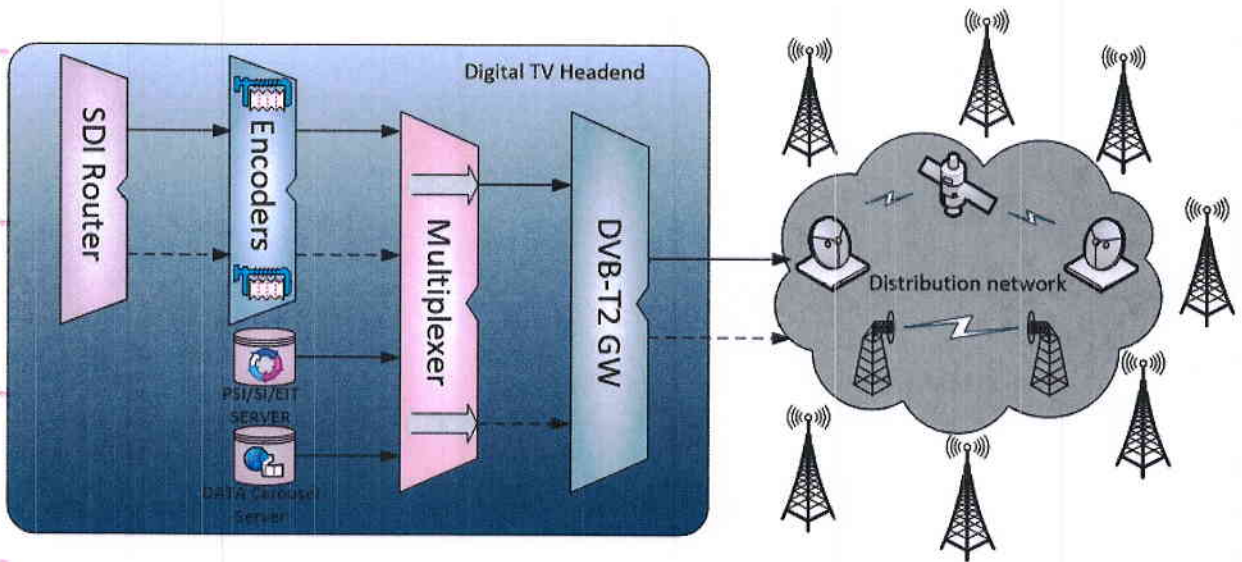 Digital TV Headend
SDI Router
Encoders
Multiplexer
DVB-T2 GW
PSI/SI/EIT
SERVER
DATA Carousel
Server
Distribution network